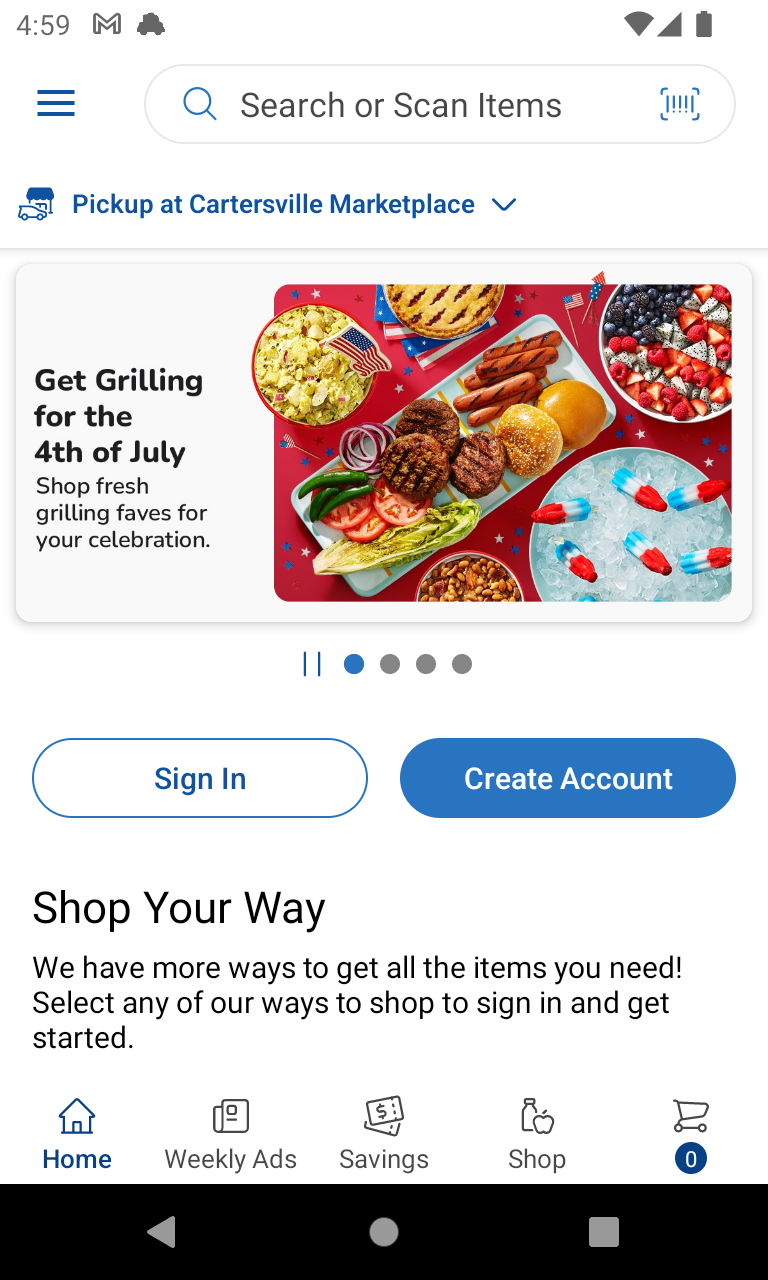 4:59
Search or Scan Items
Pickup at Cartersville Marketplace
Get Grilling
for the
4th of July
Shop fresh
grilling faves for
your celebration.
Sign In
Create Account
Shop Your Way
We have more ways to get all the items you need!
Select any of our ways to shop to sign in and get
started.
Home
Weekly Ads
Savings
Shop
0